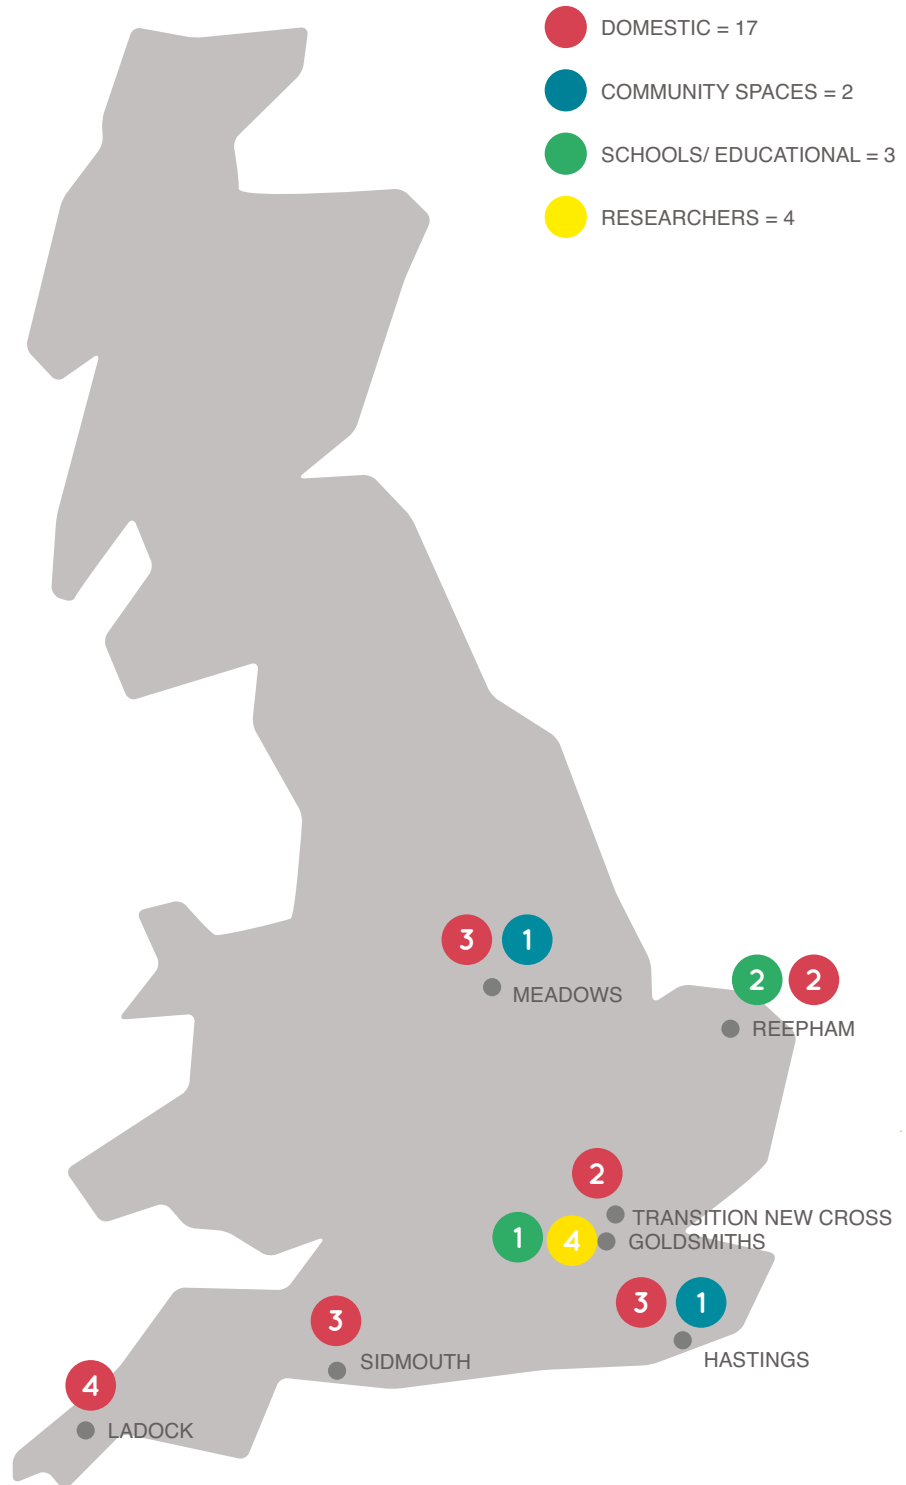 DOMESTIC = 17
COMMUNITY SPACES = 2
SCHOOLS/ EDUCATIONAL = 3
RESEARCHERS = 4
3 1
MEADOWS
2 2
REEPHAM
2
TRANSITION NEW CROSS
1 4 GOLDSMITHS
3 1
HASTINGS
3
SIDMOUTH
4
LADOCK